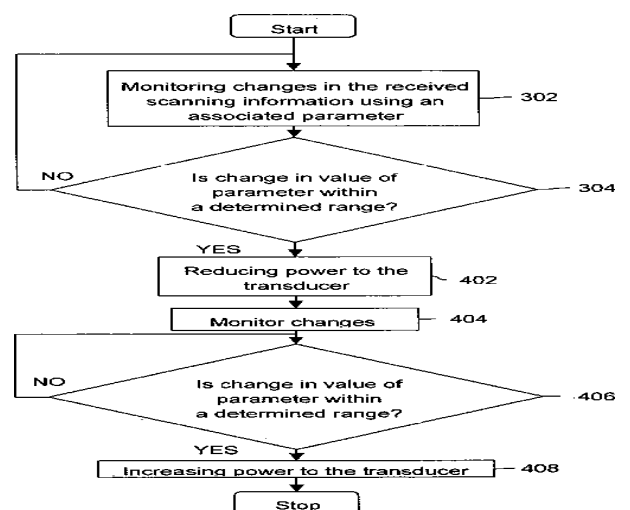 Start
Monitoring changes in the received
scanning information using an
associated parameter
302
Is change in value of
parameter within
a determined range?
304
NO
YES
Reducing power to the
transducer
402
Monitor changes
404
Is change in value of
parameter within
a determined range?
406
NO
YES
Increasing power to the transducer
408
Stop